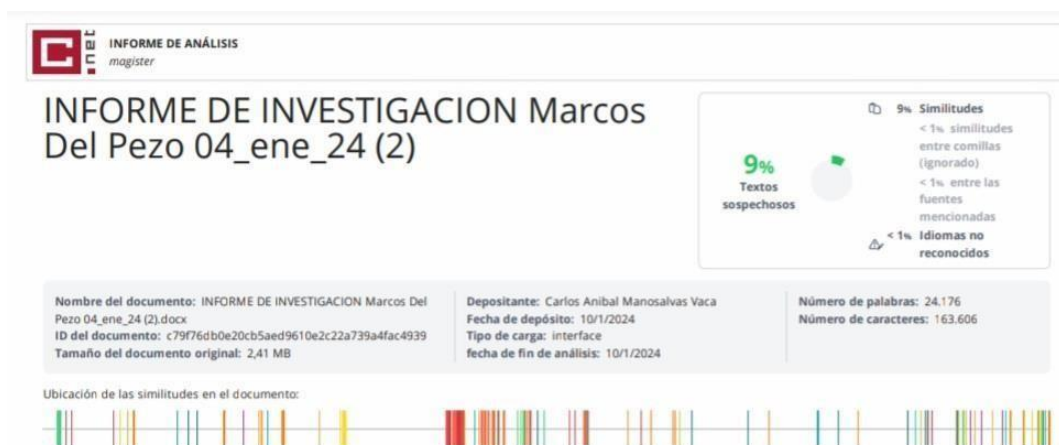 C
.net
INFORME DE ANÁLISIS
magister
INFORME DE INVESTIGACION Marcos
Del Pezo 04_ene_24 (2)
9%
Textos
sospechosos
9% Similitudes
< 1% similitudes
entre comillas
(ignorado)
< 1% entre las
fuentes
mencionadas
< 1% Idiomas no
reconocidos
Nombre del documento: INFORME DE INVESTIGACION Marcos Del
Pezo 04_ene_24 (2).docx
ID del documento: c79f76db0e20cb5aed9610e2c22a739a4fac4939
Tamaño del documento original: 2,41 MB
Depositante: Carlos Anibal Manosalvas Vaca
Fecha de depósito: 10/1/2024
Tipo de carga: interface
fecha de fin de análisis: 10/1/2024
Número de palabras: 24.176
Número de caracteres: 163.606
Ubicación de las similitudes en el documento: